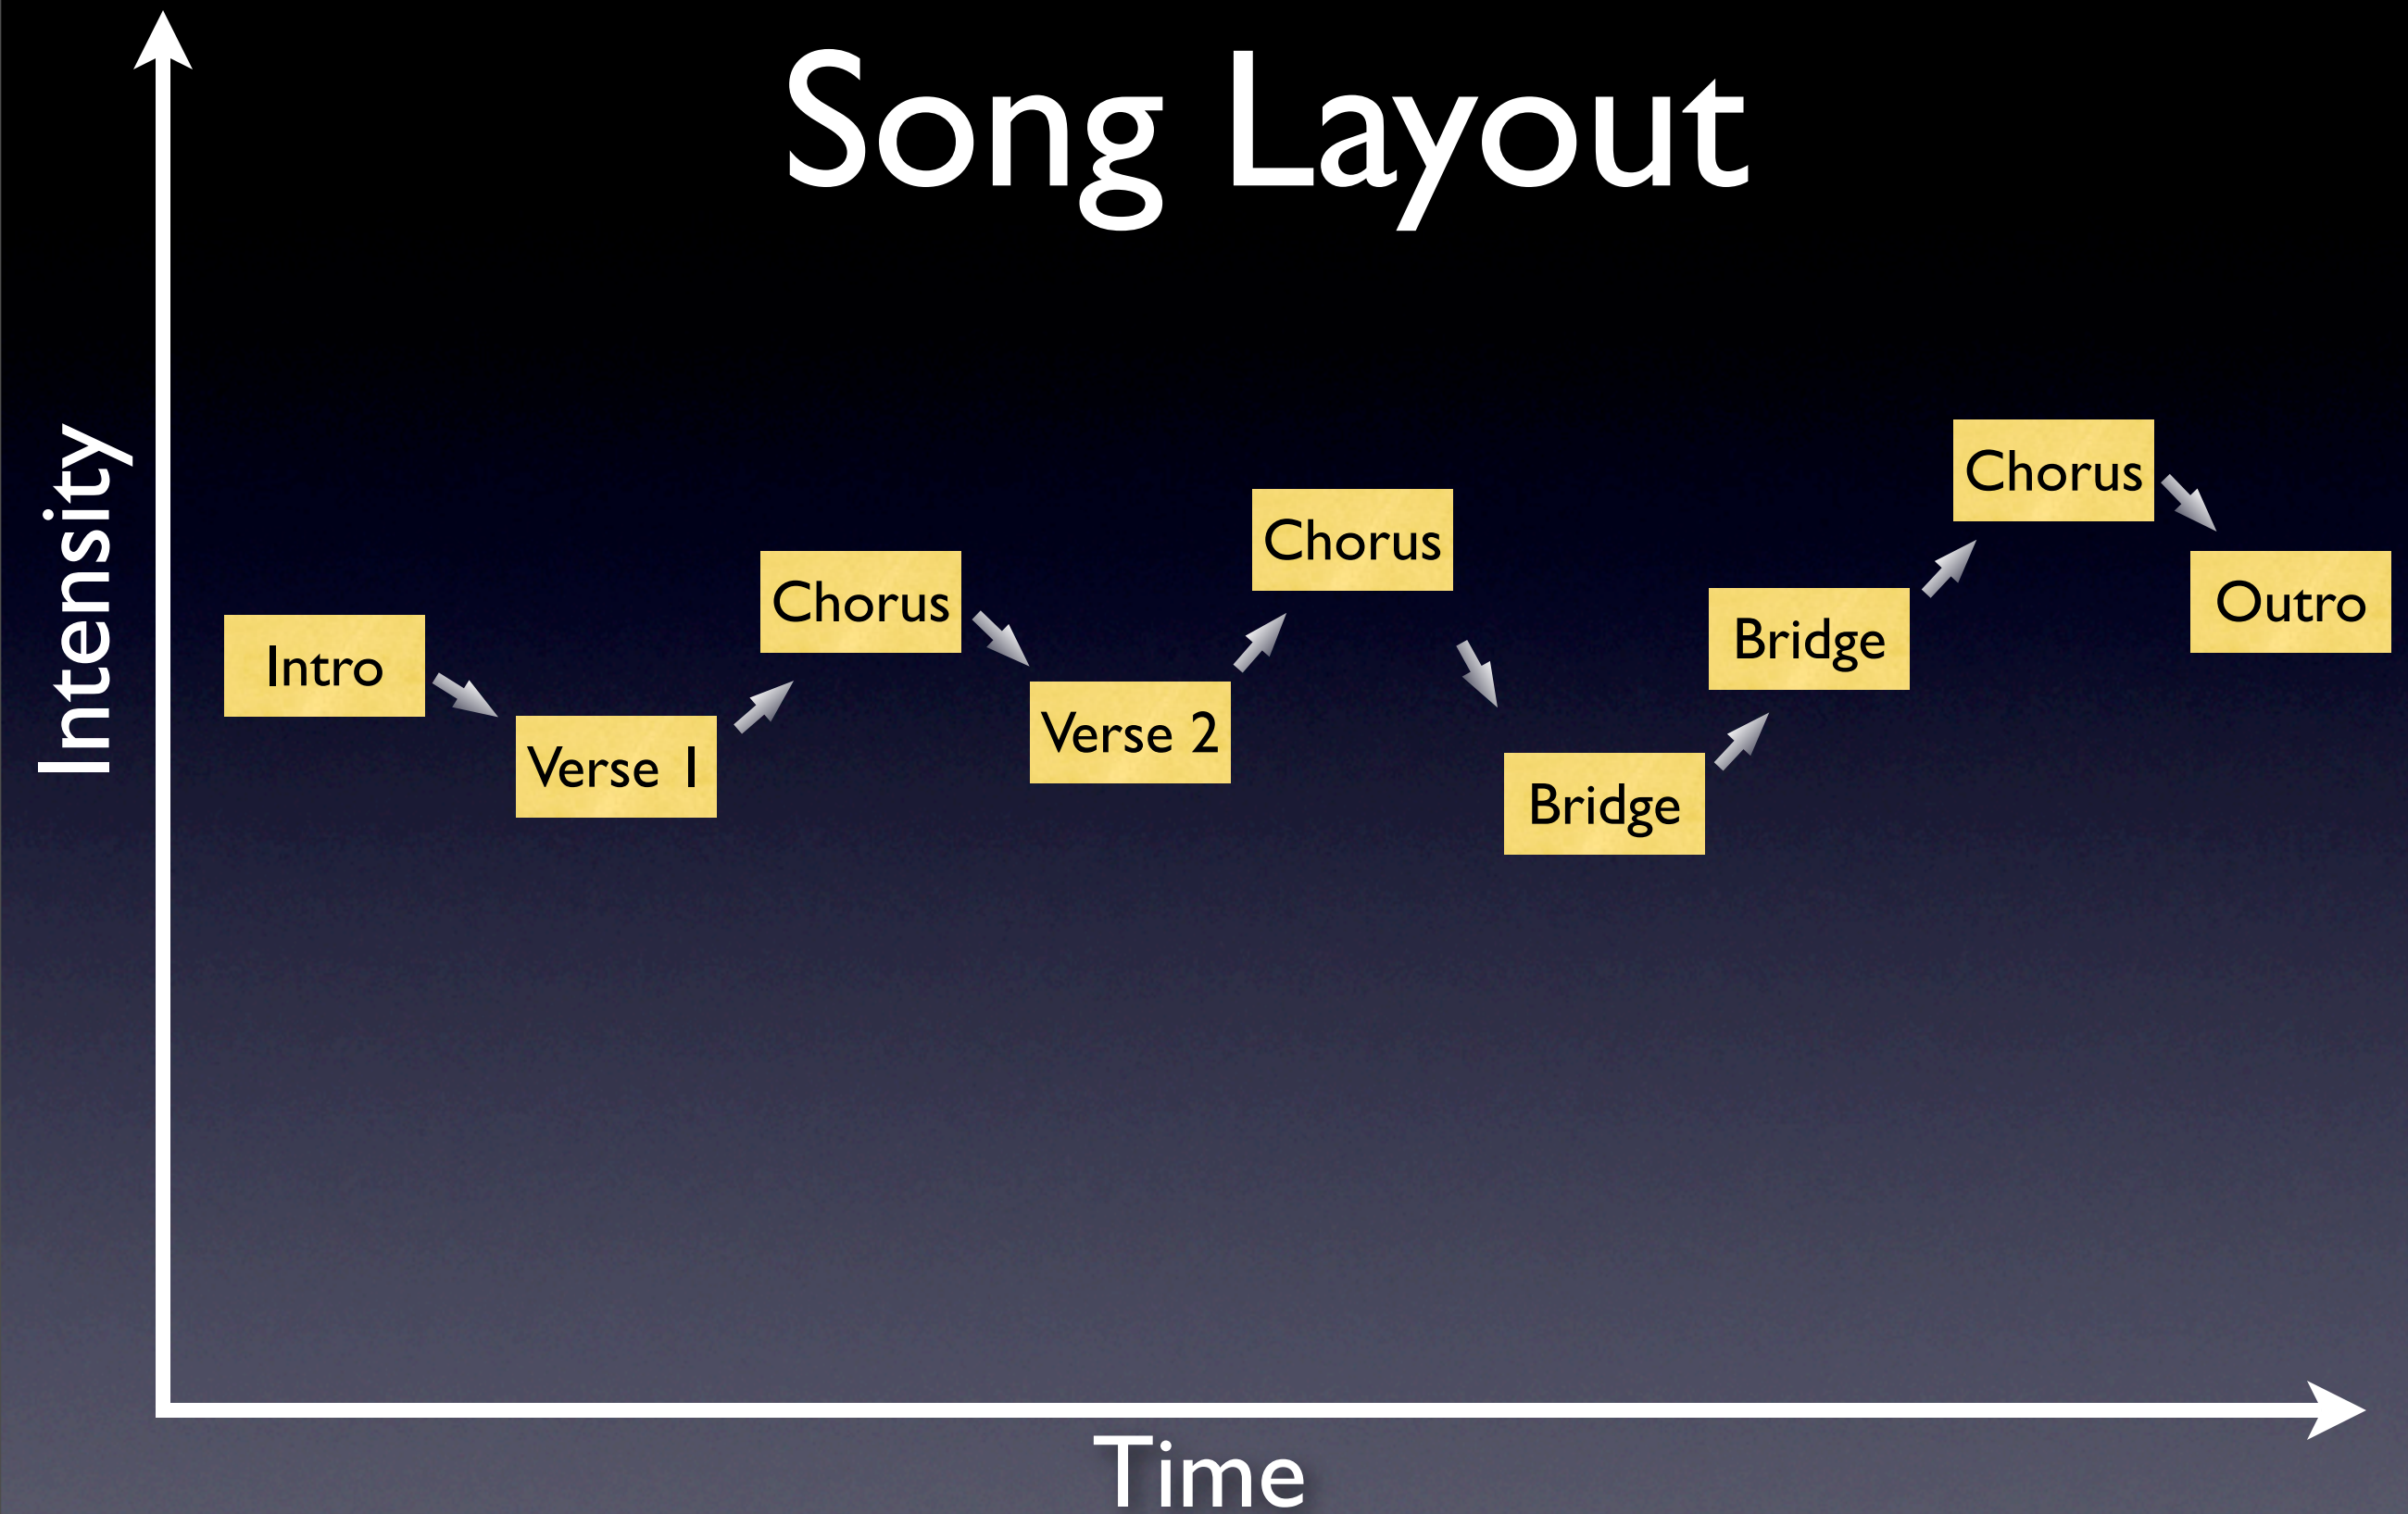 Song Layout
Intensity
Intro
Verse 1
Chorus
Verse 2
Chorus
Bridge
Bridge
Chorus
Outro
Time